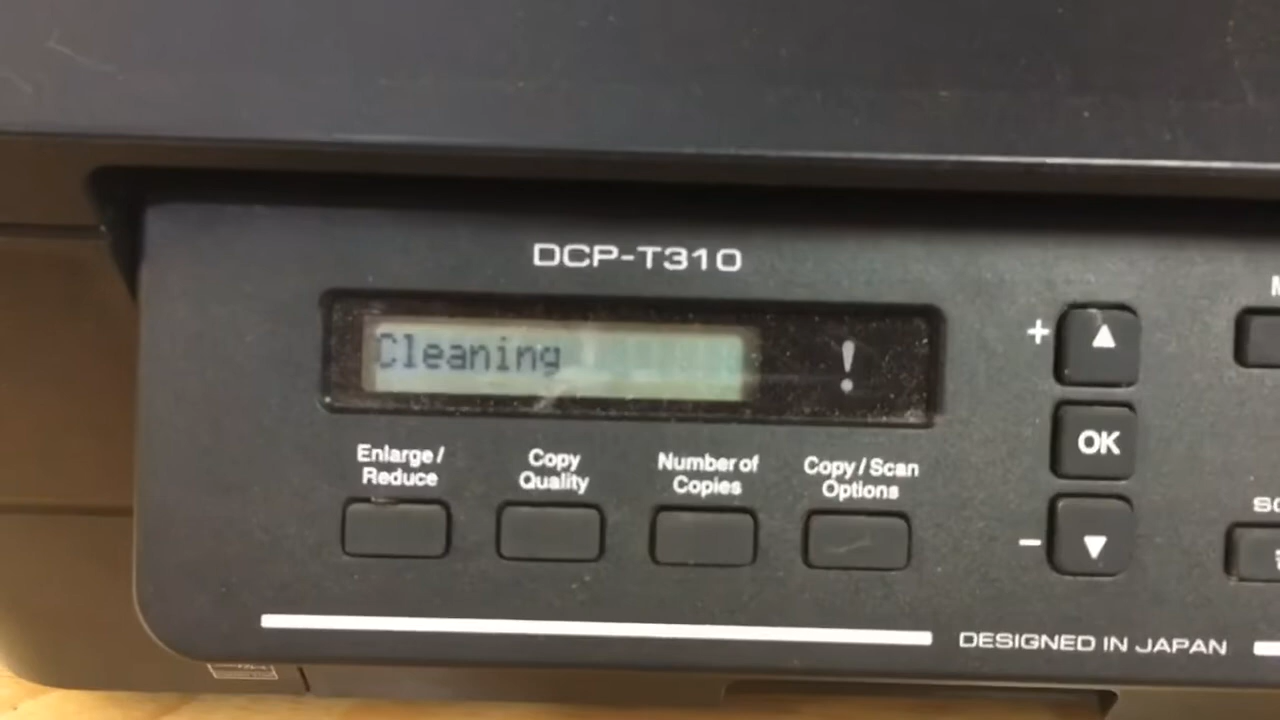 DCP-T310
Cleaning
!
Enlarge /
Reduce
Copy
Quality
Number of
Copies
Copy / Scan
Options
+
OK
−
DESIGNED IN JAPAN